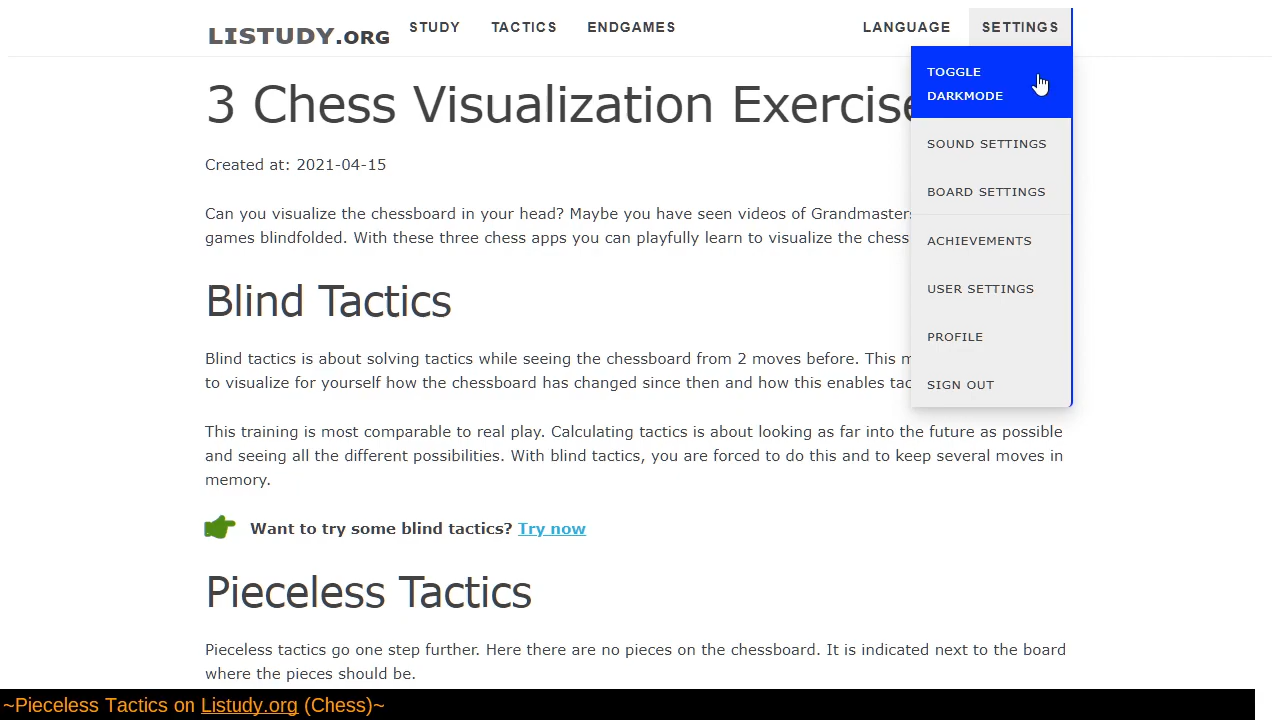 LISTUDY.ORG STUDY TACTICS ENDGAMES LANGUAGE SETTINGS
TOGGLE
DARKMODE
SOUND SETTINGS
BOARD SETTINGS
ACHIEVEMENTS
USER SETTINGS
PROFILE
SIGN OUT
3 Chess Visualization Exercise
Created at: 2021-04-15
Can you visualize the chessboard in your head? Maybe you have seen videos of Grandmasters
games blindfolded. With these three chess apps you can playfully learn to visualize the chess
Blind Tactics
Blind tactics is about solving tactics while seeing the chessboard from 2 moves before. This
to visualize for yourself how the chessboard has changed since then and how this enables
This training is most comparable to real play. Calculating tactics is about looking as far into the future as possible
and seeing all the different possibilities. With blind tactics, you are forced to do this and to keep several moves in
memory.
Want to try some blind tactics? Try now
Pieceless Tactics
Pieceless tactics go one step further. Here there are no pieces on the chessboard. It is indicated next to the board
where the pieces should be.
~Pieceless Tactics on Listudy.org (Chess)~